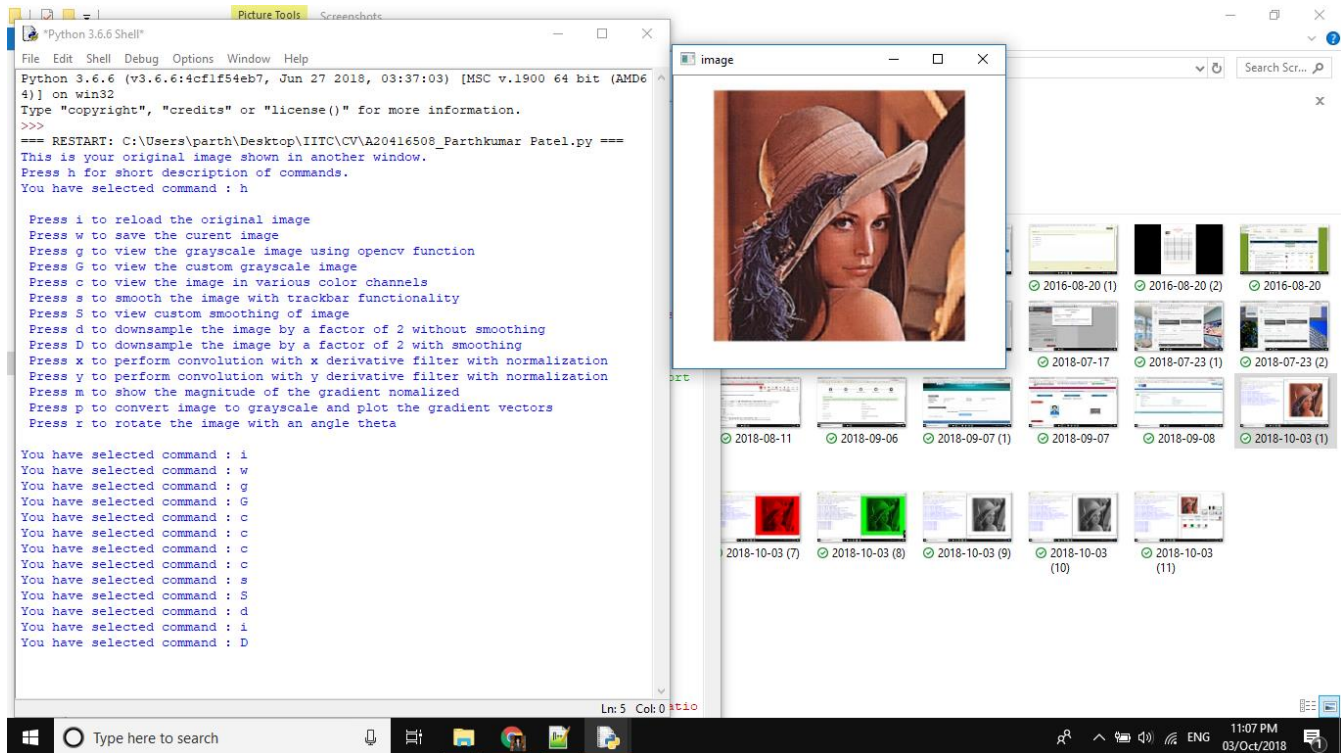 Picture Tools
Screenshots
*Python 3.6.6 Shell*
File Edit Shell Debug Options Window Help
Python 3.6.6 (v3.6.6:4cf1f54eb7, Jun 27 2018, 03:37:03) [MSC v.1900 64 bit (AMD6
4)] on win32
Type "copyright", "credits" or "license()" for more information.
>>>
=== RESTART: C:\Users\parth\Desktop\IITC\CV\A20416508_Parthkumar Patel.py ===
This is your original image shown in another window.
Press h for short description of commands.
You have selected command : h
Press i to reload the original image
Press w to save the curent image
Press g to view the grayscale image using opencv function
Press G to view the custom grayscale image
Press c to view the image in various color channels
Press s to smooth the image with trackbar functionality
Press S to view custom smoothing of image
Press d to downsample the image by a factor of 2 without smoothing
Press D to downsample the image by a factor of 2 with smoothing
Press x to perform convolution with x derivative filter with normalization
Press y to perform convolution with y derivative filter with normalization
Press m to show the magnitude of the gradient nomalized
Press p to convert image to grayscale and plot the gradient vectors
Press r to rotate the image with an angle theta
You have selected command : i
You have selected command : w
You have selected command : g
You have selected command : G
You have selected command : c
You have selected command : c
You have selected command : c
You have selected command : c
You have selected command : s
You have selected command : S
You have selected command : d
You have selected command : i
You have selected command : D
Ln: 5 Col: 0
image
Search Scr...
ort
atio
2016-08-20 (1) 2016-08-20 (2) 2016-08-20
2018-07-17 2018-07-23 (1) 2018-07-23 (2)
2018-08-11 2018-09-06 2018-09-07 (1) 2018-09-07 2018-09-08 2018-10-03 (1)
2018-10-03 (7) 2018-10-03 (8) 2018-10-03 (9) 2018-10-03 (10) 2018-10-03 (11)
Type here to search
ENG
11:07 PM
03/Oct/2018
1